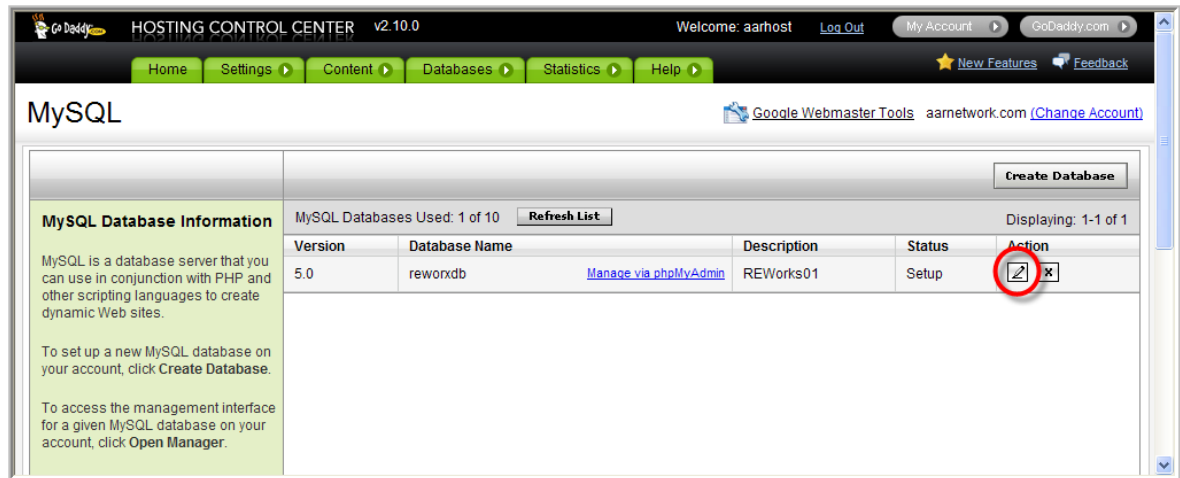 Go Daddy.com HOSTING CONTROL CENTER v2.10.0 Welcome: aarhost Log Out My Account GoDaddy.com
Home Settings Content Databases Statistics Help New Features Feedback
MySQL Google Webmaster Tools aarnetwork.com (Change Account)
Create Database
MySQL Database Information
MySQL is a database server that you
can use in conjunction with PHP and
other scripting languages to create
dynamic Web sites.
To set up a new MySQL database on
your account, click Create Database.
To access the management interface
for a given MySQL database on your
account, click Open Manager.
MySQL Databases Used: 1 of 10 Refresh List Displaying: 1-1 of 1
Version Database Name Description Status Action
5.0 reworxdb Manage via phpMyAdmin REWorks01 Setup x